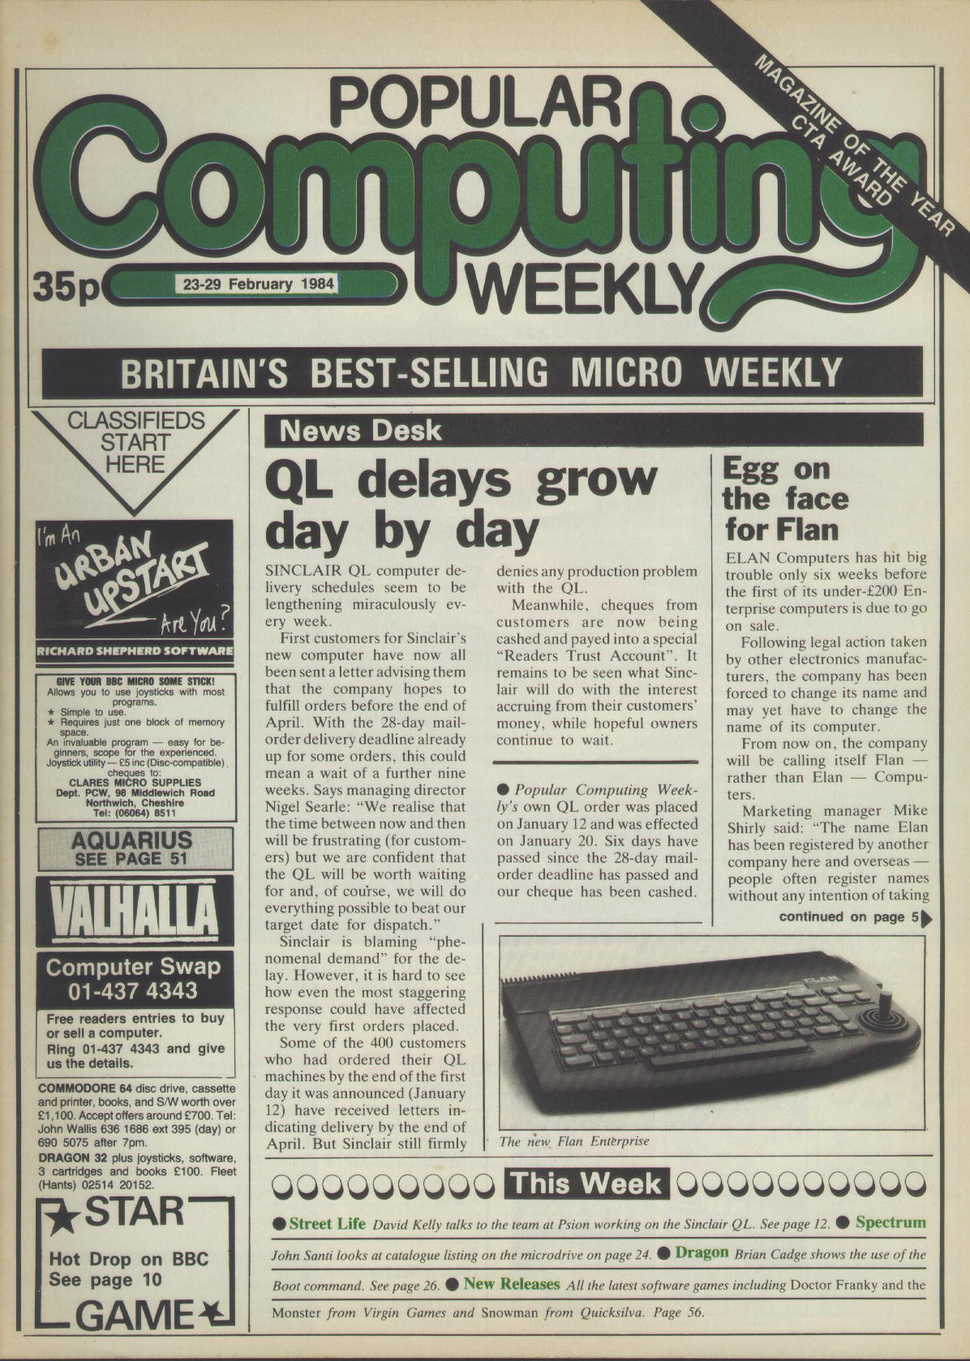 POPULAR
Computing
WEEKLY
MAGAZINE OF THE YEAR
CTA AWARD
35p
23-29 February 1984
BRITAIN'S BEST-SELLING MICRO WEEKLY
CLASSIFIEDS
START
HERE
I'm An
URBAN
UPSTART
Are You?
RICHARD SHEPHERD SOFTWARE
GIVE YOUR BBC MICRO SOME STICK!
Allows you to use joysticks with most
programs.
★ Simple to use.
★ Requires just one block of memory
space.
An invaluable program — easy for be-
ginners, scope for the experienced.
Joystick utility — £5 inc (Disc-compatible)
cheques to:
CLARES MICRO SUPPLIES
Dept. PCW, 98 Middlewich Road
Northwich, Cheshire
Tel: (06064) 8511
AQUARIUS
SEE PAGE 51
VALHALLA
Computer Swap
01-437 4343
Free readers entries to buy
or sell a computer.
Ring 01-437 4343 and give
us the details.
COMMODORE 64 disc drive, cassette
and printer, books, and S/W worth over
£1,100. Accept offers around £700. Tel:
John Wallis 636 1686 ext 395 (day) or
690 5075 after 7pm.
DRAGON 32 plus joysticks, software,
3 cartridges and books £100. Fleet
(Hants) 02514 20152.
STAR
Hot Drop on BBC
See page 10
GAME
News Desk
QL delays grow
day by day
SINCLAIR QL computer de-
livery schedules seem to be
lengthening miraculously ev-
ery week.
First customers for Sinclair's
new computer have now all
been sent a letter advising them
that the company hopes to
fulfill orders before the end of
April. With the 28-day mail-
order delivery deadline already
up for some orders, this could
mean a wait of a further nine
weeks. Says managing director
Nigel Searle: "We realise that
the time between now and then
will be frustrating (for custom-
ers) but we are confident that
the QL will be worth waiting
for and, of course, we will do
everything possible to beat our
target date for dispatch."
Sinclair is blaming "phe-
nomenal demand" for the de-
lay. However, it is hard to see
how even the most staggering
response could have affected
the very first orders placed.
Some of the 400 customers
who had ordered their QL
machines by the end of the first
day it was announced (January
12) have received letters in-
dicating delivery by the end of
April. But Sinclair still firmly
denies any production problem
with the QL.
Meanwhile, cheques from
customers are now being
cashed and payed into a special
"Readers Trust Account". It
remains to be seen what Sinc-
lair will do with the interest
accruing from their customers'
money, while hopeful owners
continue to wait.
● Popular Computing Week-
ly's own QL order was placed
on January 12 and was effected
on January 20. Six days have
passed since the 28-day mail-
order deadline has passed and
our cheque has been cashed.
Egg on
the face
for Flan
ELAN Computers has hit big
trouble only six weeks before
the first of its under-£200 En-
terprise computers is due to go
on sale.
Following legal action taken
by other electronics manufac-
turers, the company has been
forced to change its name and
may yet have to change the
name of its computer.
From now on, the company
will be calling itself Flan —
rather than Elan — Compu-
ters.
Marketing manager Mike
Shirly said: "The name Elan
has been registered by another
company here and overseas —
people often register names
without any intention of taking
continued on page 5
FLAN
The new Flan Enterprise
This Week
● Street Life David Kelly talks to the team at Psion working on the Sinclair QL. See page 12. ● Spectrum
John Santi looks at catalogue listing on the microdrive on page 24. ● Dragon Brian Cadge shows the use of the
Boot command. See page 26. ● New Releases All the latest software games including Doctor Franky and the
Monster from Virgin Games and Snowman from Quicksilva. Page 56.